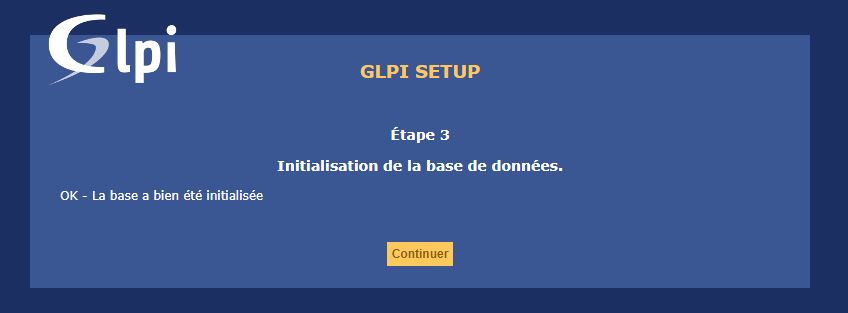 Glpi
GLPI SETUP
Étape 3
Initialisation de la base de données.
OK - La base a bien été initialisée
Continuer